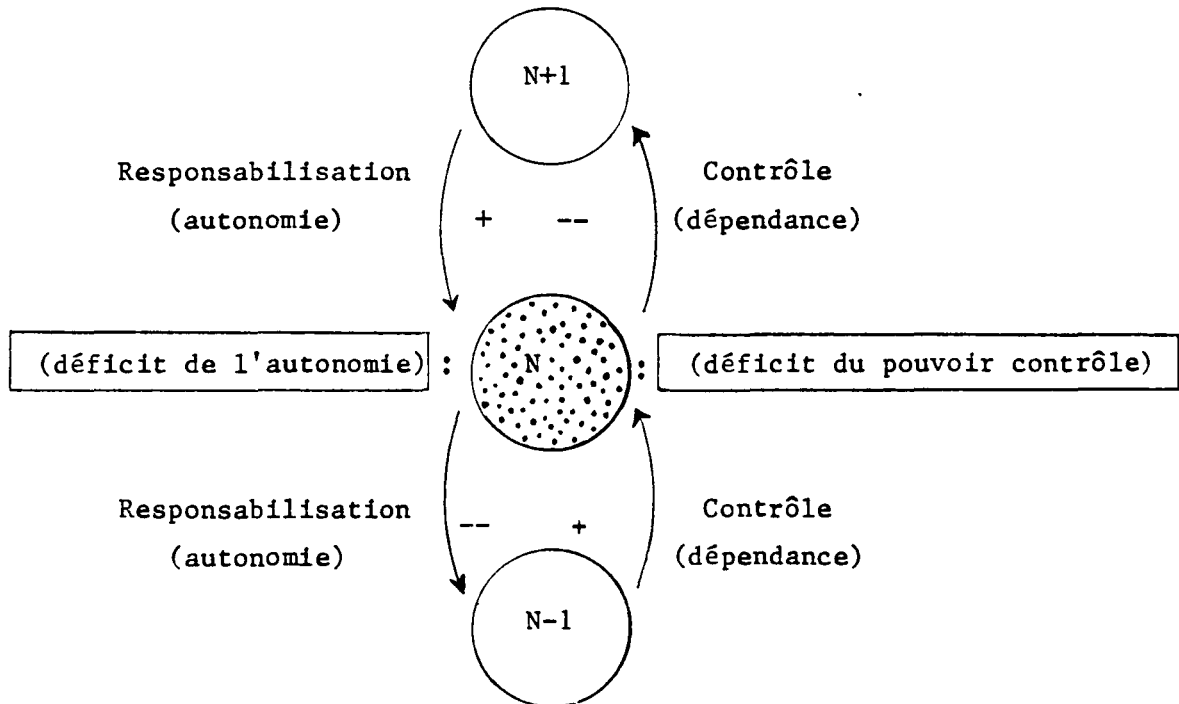 N+1
Responsabilisation
(autonomie)
+ --
Contrôle
(dépendance)
(déficit de l'autonomie) :
N
: (déficit du pouvoir contrôle)
Responsabilisation
(autonomie)
-- +
Contrôle
(dépendance)
N-1